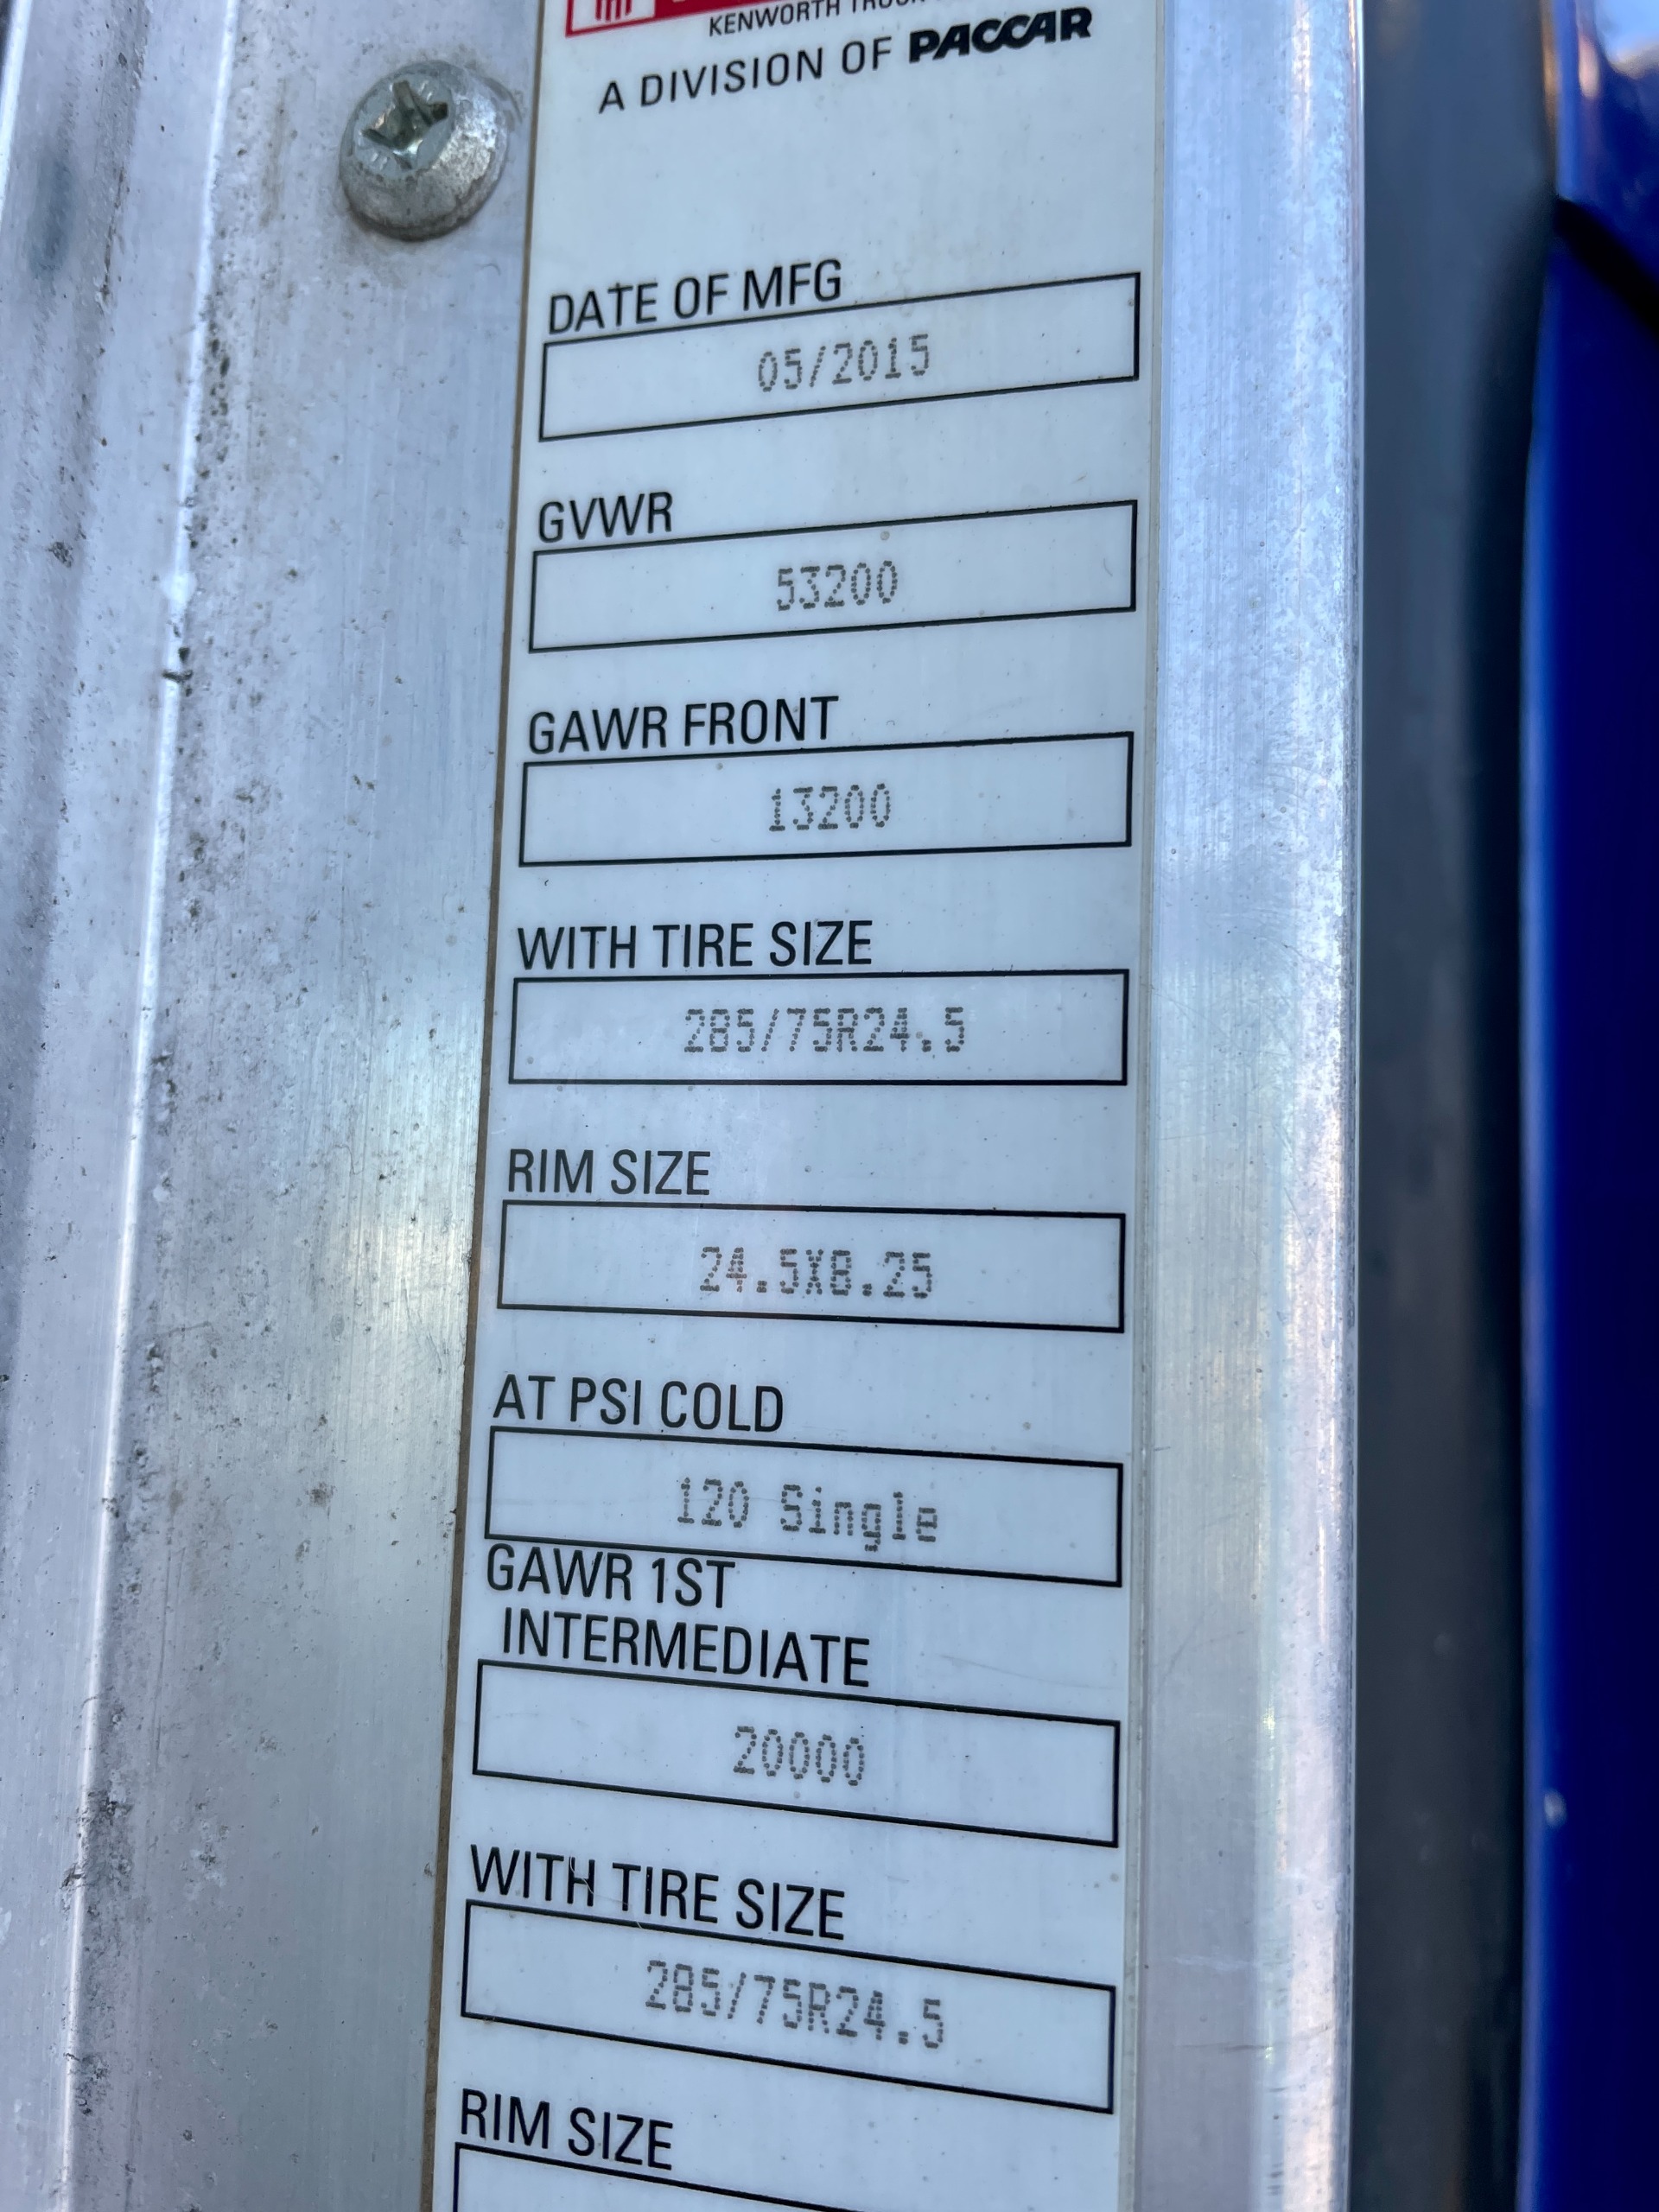 KENWORTH TRUCK
A DIVISION OF PACCAR
DATE OF MFG
05/2015
GVWR
53200
GAWR FRONT
13200
WITH TIRE SIZE
285/75R24.5
RIM SIZE
24.5X8.25
AT PSI COLD
120 Single
GAWR 1ST
INTERMEDIATE
20000
WITH TIRE SIZE
285/75R24.5
RIM SIZE